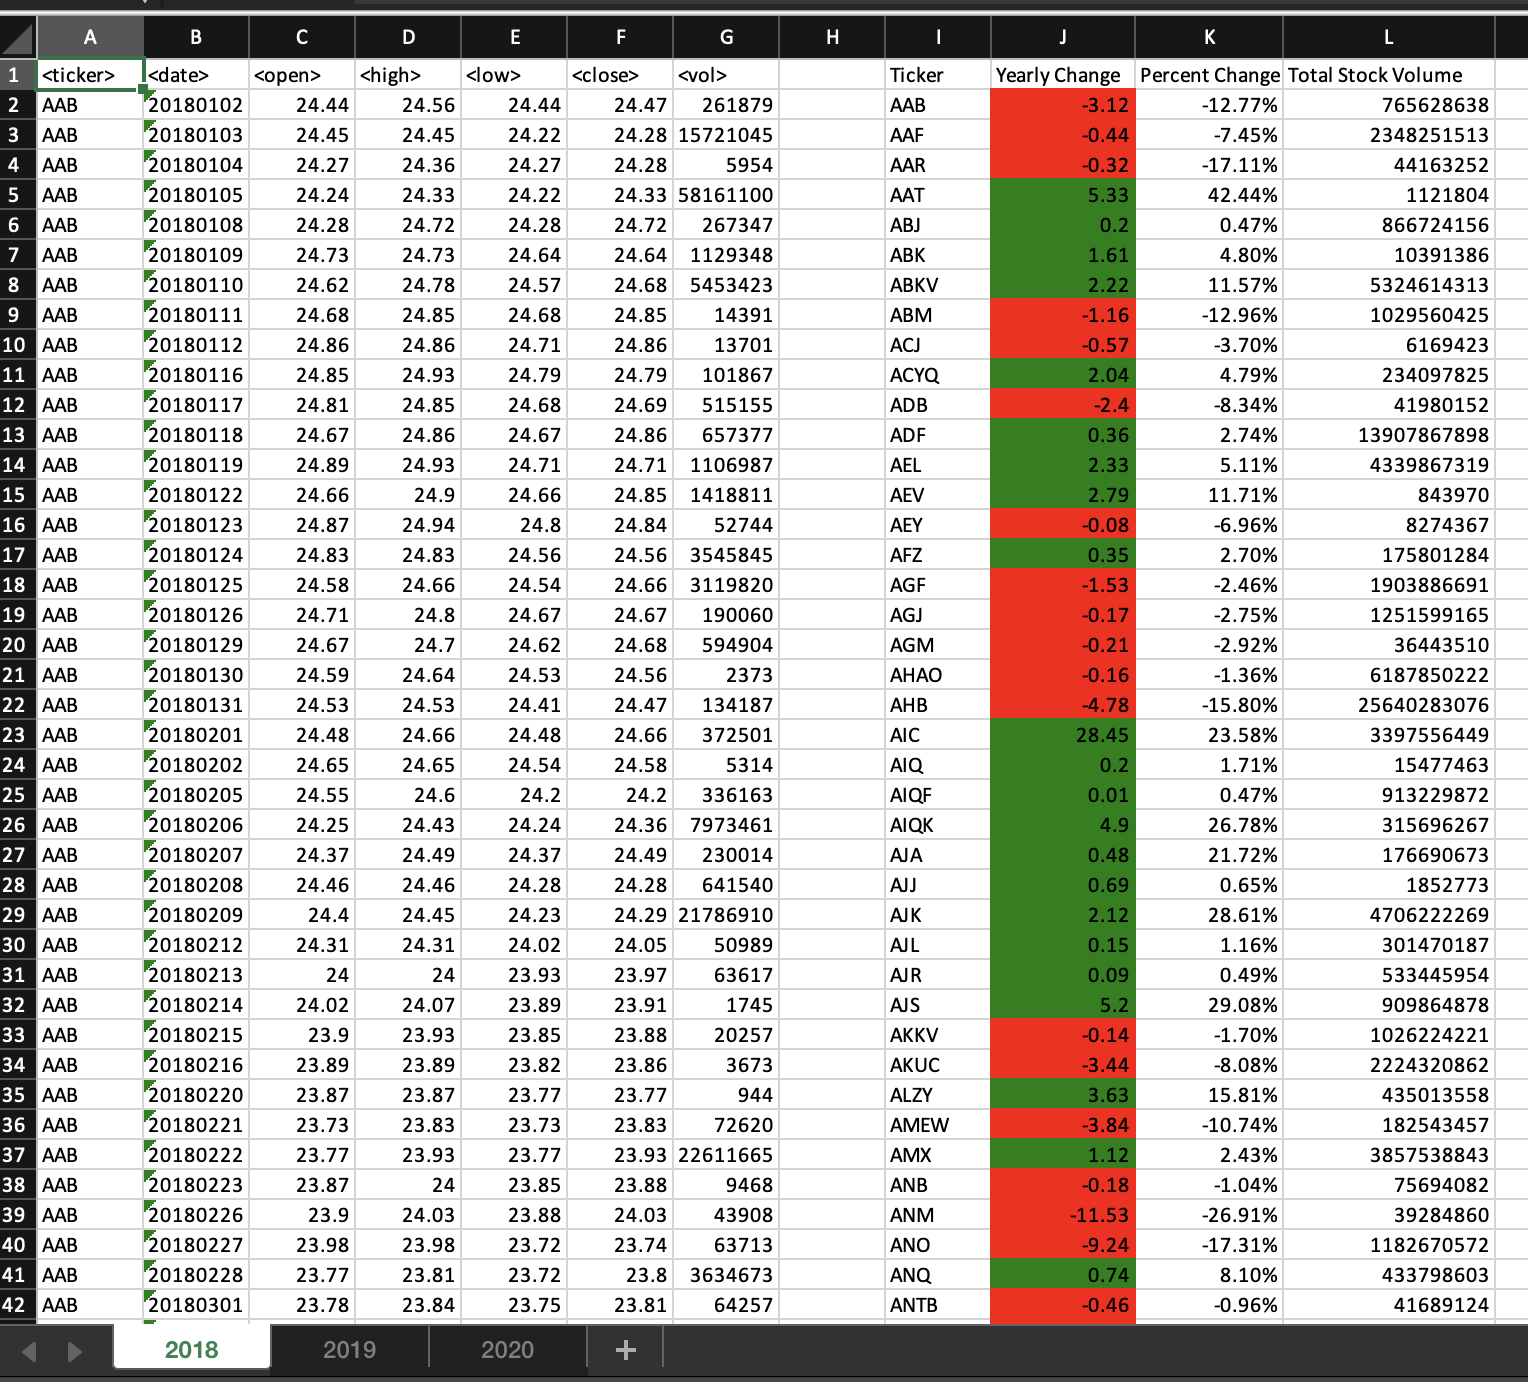 A B C D E F G H I J K L
1 <ticker> <date> <open> <high> <low> <close> <vol> Ticker Yearly Change Percent Change Total Stock Volume
2 AAB 20180102 24.44 24.56 24.44 24.47 261879 AAB -3.12 -12.77% 765628638
3 AAB 20180103 24.45 24.45 24.22 24.28 15721045 AAF -0.44 -7.45% 2348251513
4 AAB 20180104 24.27 24.36 24.27 24.28 5954 AAR -0.32 -17.11% 44163252
5 AAB 20180105 24.24 24.33 24.22 24.33 58161100 AAT 5.33 42.44% 1121804
6 AAB 20180108 24.28 24.72 24.28 24.72 267347 ABJ 0.2 0.47% 866724156
7 AAB 20180109 24.73 24.73 24.64 24.64 1129348 ABK 1.61 4.80% 10391386
8 AAB 20180110 24.62 24.78 24.57 24.68 5453423 ABKV 2.22 11.57% 5324614313
9 AAB 20180111 24.68 24.85 24.68 24.85 14391 ABM -1.16 -12.96% 1029560425
10 AAB 20180112 24.86 24.86 24.71 24.86 13701 ACJ -0.57 -3.70% 6169423
11 AAB 20180116 24.85 24.93 24.79 24.79 101867 ACYQ 2.04 4.79% 234097825
12 AAB 20180117 24.81 24.85 24.68 24.69 515155 ADB -2.4 -8.34% 41980152
13 AAB 20180118 24.67 24.86 24.67 24.86 657377 ADF 0.36 2.74% 13907867898
14 AAB 20180119 24.89 24.93 24.71 24.71 1106987 AEL 2.33 5.11% 4339867319
15 AAB 20180122 24.66 24.9 24.66 24.85 1418811 AEV 2.79 11.71% 843970
16 AAB 20180123 24.87 24.94 24.8 24.84 52744 AEY -0.08 -6.96% 8274367
17 AAB 20180124 24.83 24.83 24.56 24.56 3545845 AFZ 0.35 2.70% 175801284
18 AAB 20180125 24.58 24.66 24.54 24.66 3119820 AGF -1.53 -2.46% 1903886691
19 AAB 20180126 24.71 24.8 24.67 24.67 190060 AGJ -0.17 -2.75% 1251599165
20 AAB 20180129 24.67 24.7 24.62 24.68 594904 AGM -0.21 -2.92% 36443510
21 AAB 20180130 24.59 24.64 24.53 24.56 2373 AHAO -0.16 -1.36% 6187850222
22 AAB 20180131 24.53 24.53 24.41 24.47 134187 AHB -4.78 -15.80% 25640283076
23 AAB 20180201 24.48 24.66 24.48 24.66 372501 AIC 28.45 23.58% 3397556449
24 AAB 20180202 24.65 24.65 24.54 24.58 5314 AIQ 0.2 1.71% 15477463
25 AAB 20180205 24.55 24.6 24.2 24.2 336163 AIQF 0.01 0.47% 913229872
26 AAB 20180206 24.25 24.43 24.24 24.36 7973461 AIQK 4.9 26.78% 315696267
27 AAB 20180207 24.37 24.49 24.37 24.49 230014 AJA 0.48 21.72% 176690673
28 AAB 20180208 24.46 24.46 24.28 24.28 641540 AJJ 0.69 0.65% 1852773
29 AAB 20180209 24.4 24.45 24.23 24.29 21786910 AJK 2.12 28.61% 4706222269
30 AAB 20180212 24.31 24.31 24.02 24.05 50989 AJL 0.15 1.16% 301470187
31 AAB 20180213 24 24 23.93 23.97 63617 AJR 0.09 0.49% 533445954
32 AAB 20180214 24.02 24.07 23.89 23.91 1745 AJS 5.2 29.08% 909864878
33 AAB 20180215 23.9 23.93 23.85 23.88 20257 AKKV -0.14 -1.70% 1026224221
34 AAB 20180216 23.89 23.89 23.82 23.86 3673 AKUC -3.44 -8.08% 2224320862
35 AAB 20180220 23.87 23.87 23.77 23.77 944 ALZY 3.63 15.81% 435013558
36 AAB 20180221 23.73 23.83 23.73 23.83 72620 AMEW -3.84 -10.74% 182543457
37 AAB 20180222 23.77 23.93 23.77 23.93 22611665 AMX 1.12 2.43% 3857538843
38 AAB 20180223 23.87 24 23.85 23.88 9468 ANB -0.18 -1.04% 75694082
39 AAB 20180226 23.9 24.03 23.88 24.03 43908 ANM -11.53 -26.91% 39284860
40 AAB 20180227 23.98 23.98 23.72 23.74 63713 ANO -9.24 -17.31% 1182670572
41 AAB 20180228 23.77 23.81 23.72 23.8 3634673 ANQ 0.74 8.10% 433798603
42 AAB 20180301 23.78 23.84 23.75 23.81 64257 ANTB -0.46 -0.96% 41689124
2018 2019 2020 +